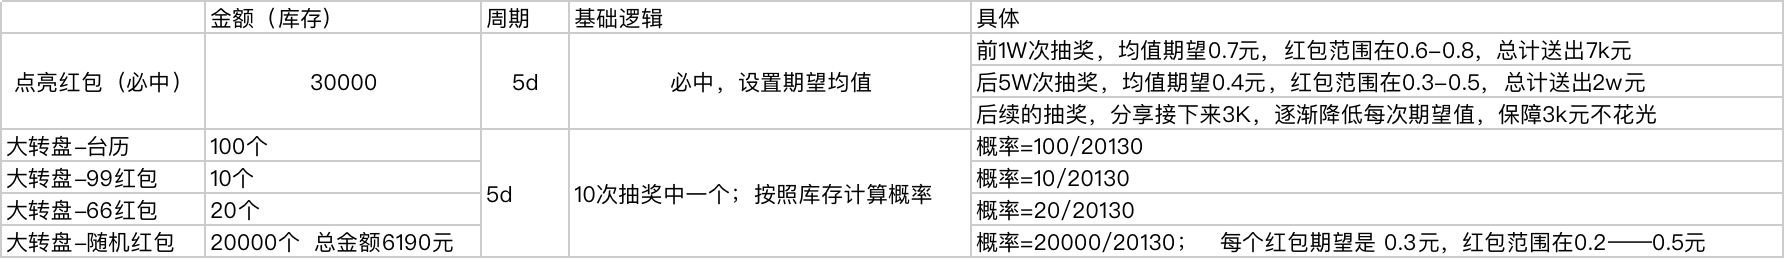 金额（库存） 周期 基础逻辑 具体
点亮红包（必中） 30000 5d 必中，设置期望均值
前1W次抽奖，均值期望0.7元，红包范围在0.6-0.8，总计送出7k元
后5W次抽奖，均值期望0.4元，红包范围在0.3-0.5，总计送出2w元
后续的抽奖，分享接下来3K，逐渐降低每次期望值，保障3k元不花光
大转盘-台历 100个 5d 10次抽奖中一个；按照库存计算概率 概率=100/20130
大转盘-99红包 10个 概率=10/20130
大转盘-66红包 20个 概率=20/20130
大转盘-随机红包 20000个 总金额6190元 概率=20000/20130； 每个红包期望是 0.3元，红包范围在0.2——0.5元